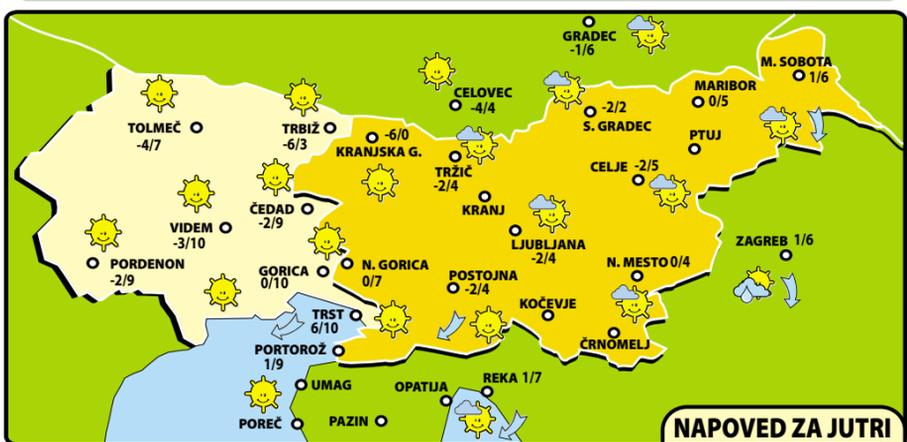 GRADEC
-1/6
M. SOBOTA
1/6
CELOVEC
-4/4
MARIBOR
0/5
-2/2
S. GRADEC
TOLMEČ
-4/7
TRBIŽ
-6/3
-6/0
KRANJSKA G.
PTUJ
TRŽIČ
-2/4
CELJE -2/5
ČEDAD
-2/9
KRANJ
VIDEM
-3/10
LJUBLJANA
-2/4
ZAGREB 1/6
PORDENON
-2/9
GORICA
0/10
N. GORICA
0/7
POSTOJNA
-2/4
N. MESTO 0/4
KOČEVJE
TRST
6/10
ČRNOMELJ
PORTOROŽ
1/9
UMAG
OPATIJA
REKA 1/7
POREČ
PAZIN
NAPOVED ZA JUTRI